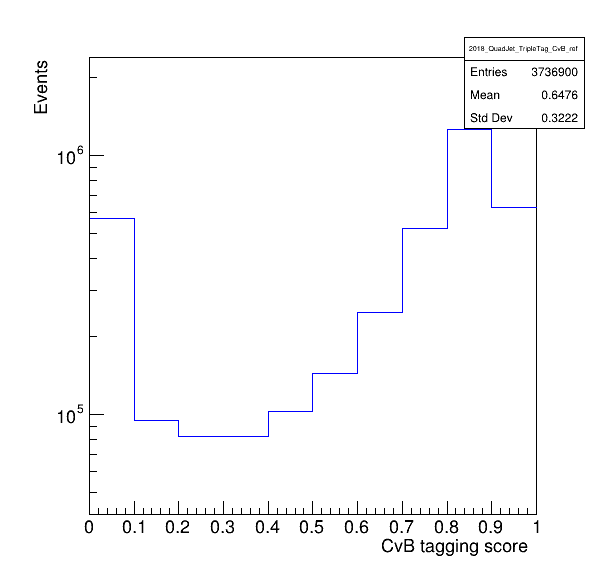 2018_QuadJet_TripleTag_CvB_ref
Entries 3736900
Mean 0.6476
Std Dev 0.3222
Events
10^6
10^5
0 0.1 0.2 0.3 0.4 0.5 0.6 0.7 0.8 0.9 1
CvB tagging score